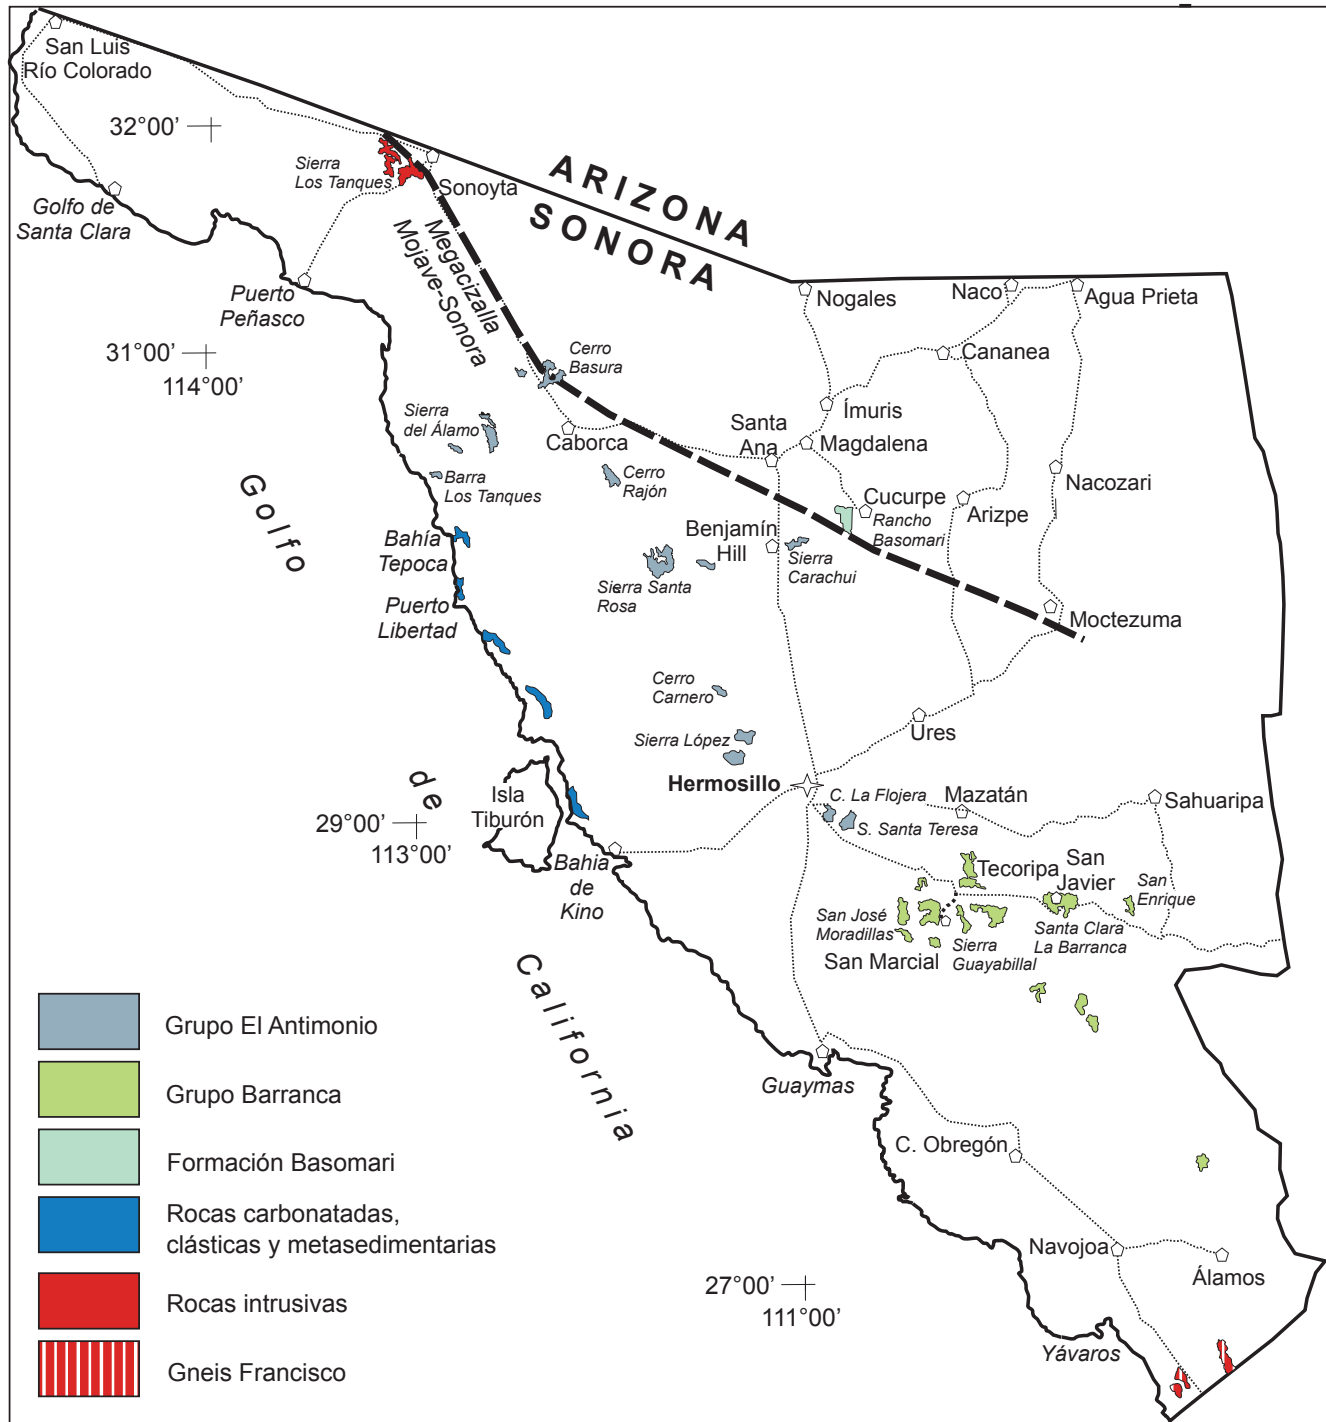 San Luis
Río Colorado
32°00’
Sierra
Los Tanques
Sonoyta
ARIZONA
SONORA
Golfo de
Santa Clara
Megacizalla
Mojave-Sonora
Puerto
Peñasco
Nogales
Naco
Agua Prieta
Cananea
31°00’
114°00’
Cerro
Basura
Sierra
del Álamo
Caborca
Santa
Ana
Ímuris
Magdalena
Barra
Los Tanques
Cerro
Rajón
Cucurpe
Rancho
Basomari
Arizpe
Nacozari
Golfo
de
California
Bahía
Tepoca
Benjamín
Hill
Sierra
Carachui
Sierra Santa
Rosa
Puerto
Libertad
Moctezuma
Cerro
Carnero
Sierra López
Ures
Hermosillo
Isla
Tiburón
C. La Flojera
S. Santa Teresa
Mazatán
Sahuaripa
29°00’
113°00’
Bahía
de
Kino
Tecoripa
San
Javier
San
Enrique
San José
Moradillas
Sierra
Guayabillal
Santa Clara
La Barranca
San Marcial
Guaymas
C. Obregón
Navojoa
Álamos
27°00’
111°00’
Yávaros
Grupo El Antimonio
Grupo Barranca
Formación Basomari
Rocas carbonatadas,
clásticas y metasedimentarias
Rocas intrusivas
Gneis Francisco